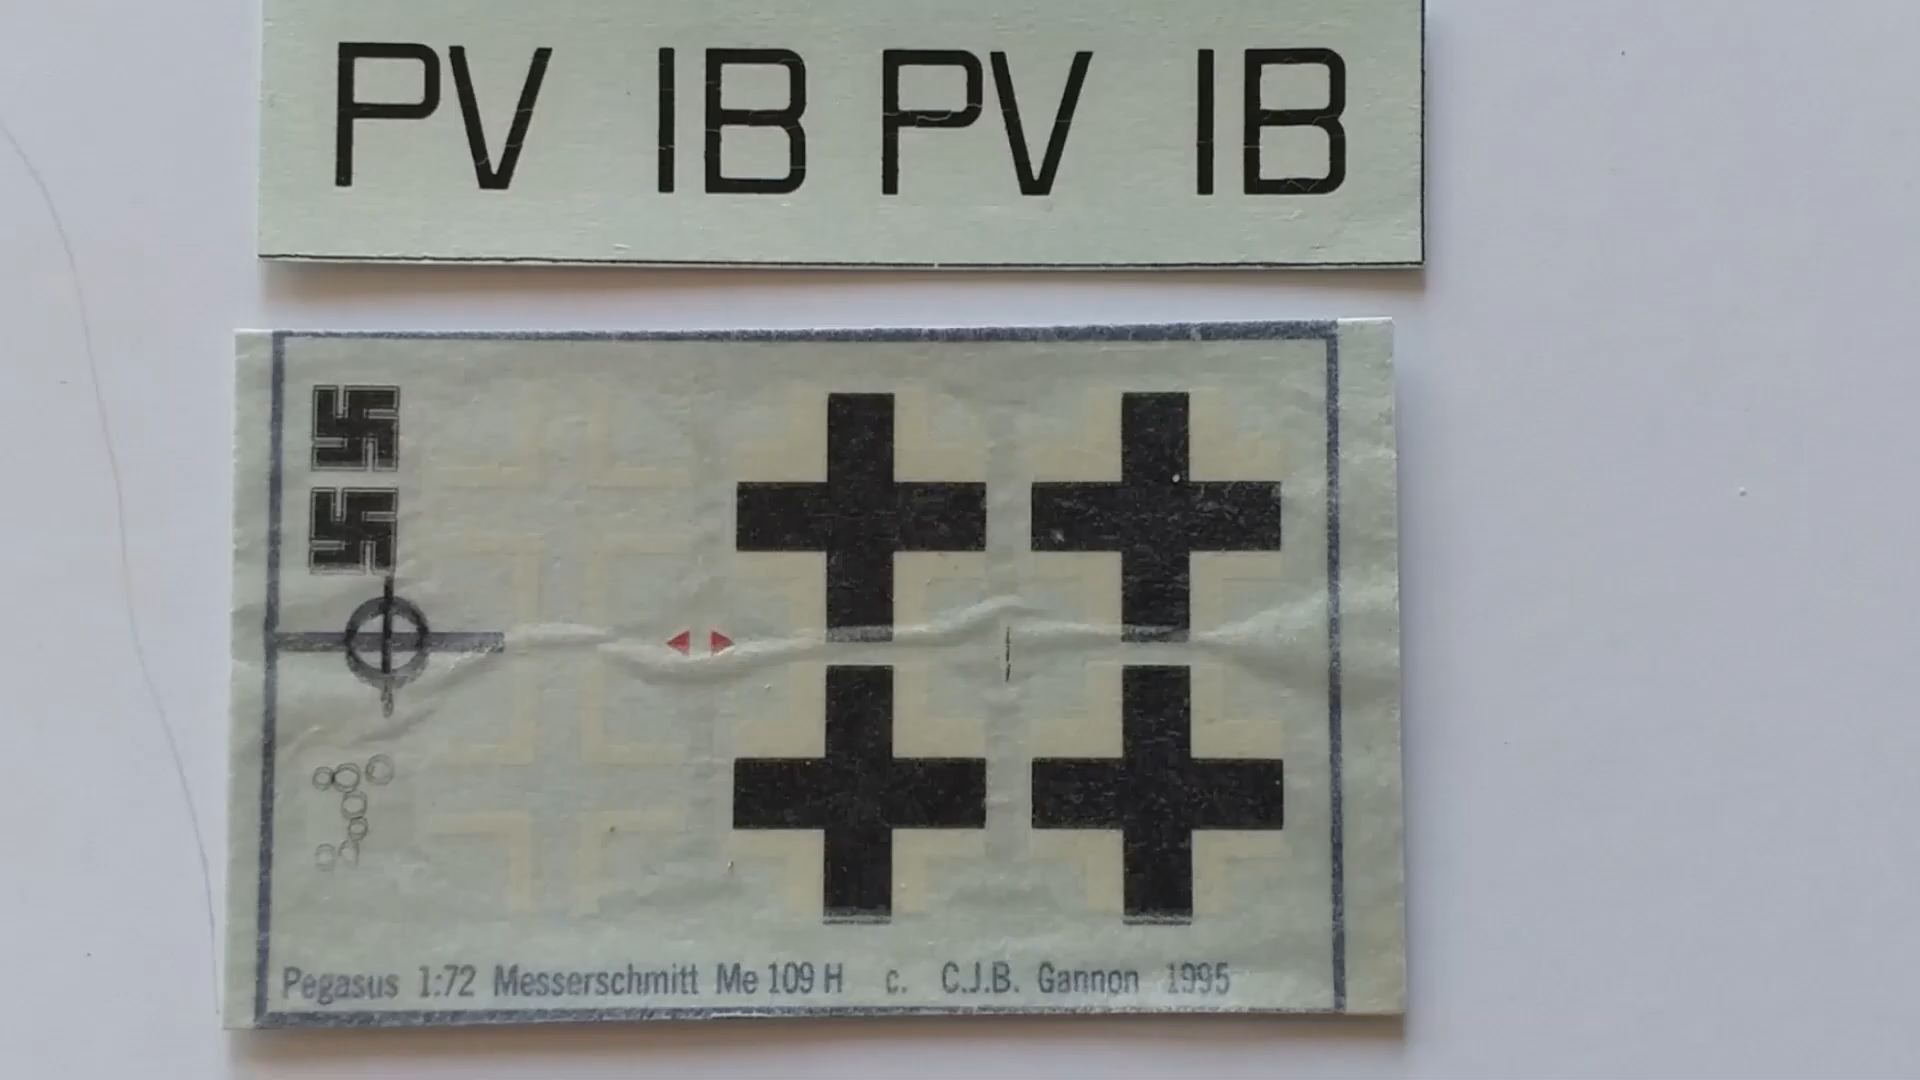 PV IB PV IB
Pegasus 1:72 Messerschmitt Me 109 H c. C.J.B. Gannon 1995